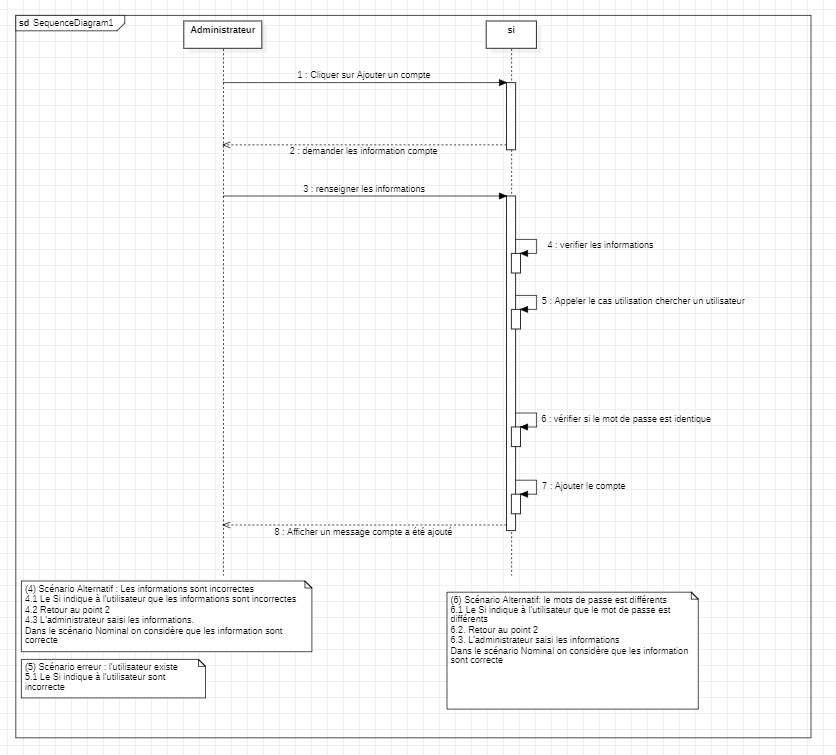 sd SequenceDiagram1
Administrateur
si
1 : Cliquer sur Ajouter un compte
2 : demander les information compte
3 : renseigner les informations
4 : verifier les informations
5 : Appeler le cas utilisation chercher un utilisateur
6 : vérifier si le mot de passe est identique
7 : Ajouter le compte
8 : Afficher un message compte a été ajouté
(4) Scénario Alternatif : Les informations sont incorrectes
4.1 Le Si indique à l'utilisateur que les informations sont incorrectes
4.2 Retour au point 2
4.3 L'administrateur saisi les informations.
Dans le scénario Nominal on considère que les information sont
correcte
(5) Scénario erreur : l'utilisateur existe
5.1 Le Si indique à l'utilisateur sont
incorrecte
(6) Scénario Alternatif: le mots de passe est différents
6.1 Le Si indique à l'utilisateur que le mot de passe est
différents
6.2. Retour au point 2
6.3. L'administrateur saisi les informations
Dans le scénario Nominal on considère que les information
sont correcte